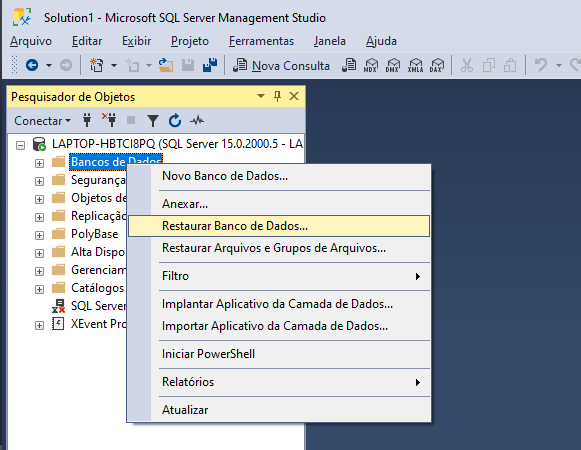 Solution1 - Microsoft SQL Server Management Studio
Arquivo Editar Exibir Projeto Ferramentas Janela Ajuda
Nova Consulta MDX DMX XMLA DAX
Pesquisador de Objetos
Conectar
LAPTOP-HBTCI8PQ (SQL Server 15.0.2000.5 - LA
Bancos de Dados
Segurança
Objetos de
Replicação
PolyBase
Alta Dispo
Gerenciam
Catálogos
SQL Server
XEvent Pro
Novo Banco de Dados...
Anexar...
Restaurar Banco de Dados...
Restaurar Arquivos e Grupos de Arquivos...
Filtro
Implantar Aplicativo da Camada de Dados...
Importar Aplicativo da Camada de Dados...
Iniciar PowerShell
Relatórios
Atualizar